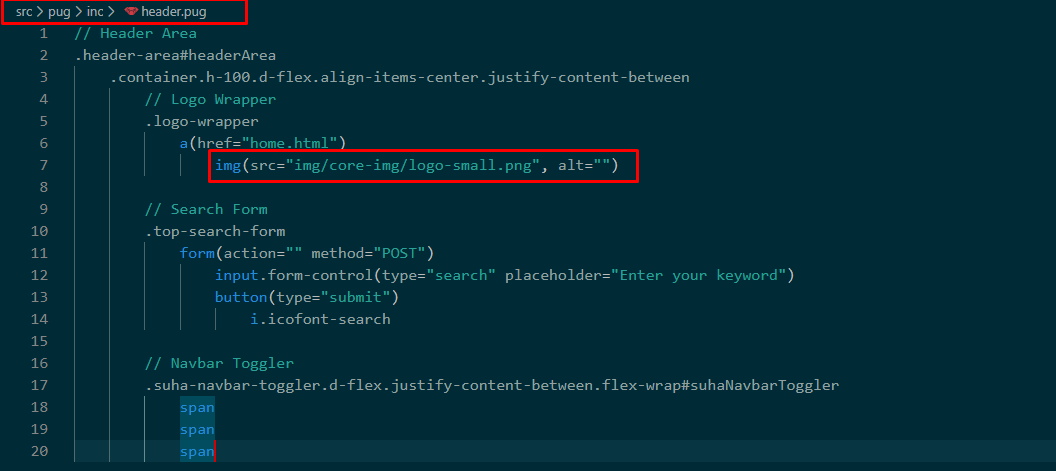 src > pug > inc > header.pug
1 // Header Area
2 .header-area#headerArea
3 .container.h-100.d-flex.align-items-center.justify-content-between
4 // Logo Wrapper
5 .logo-wrapper
6 a(href="home.html")
7 img(src="img/core-img/logo-small.png", alt="")
8
9 // Search Form
10 .top-search-form
11 form(action="" method="POST")
12 input.form-control(type="search" placeholder="Enter your keyword")
13 button(type="submit")
14 i.icofont-search
15
16 // Navbar Toggler
17 .suha-navbar-toggler.d-flex.justify-content-between.flex-wrap#suhaNavbarToggler
18 span
19 span
20 span